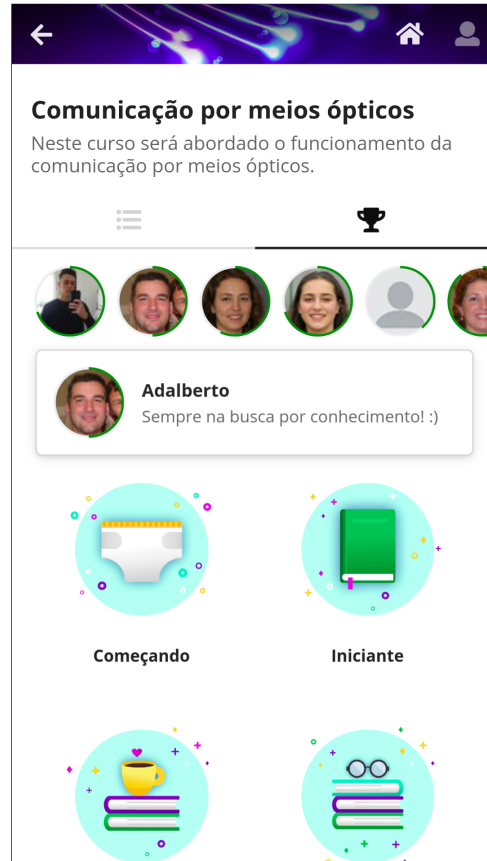 Comunicação por meios ópticos
Neste curso será abordado o funcionamento da
comunicação por meios ópticos.
Adalberto
Sempre na busca por conhecimento! :)
Começando
Iniciante